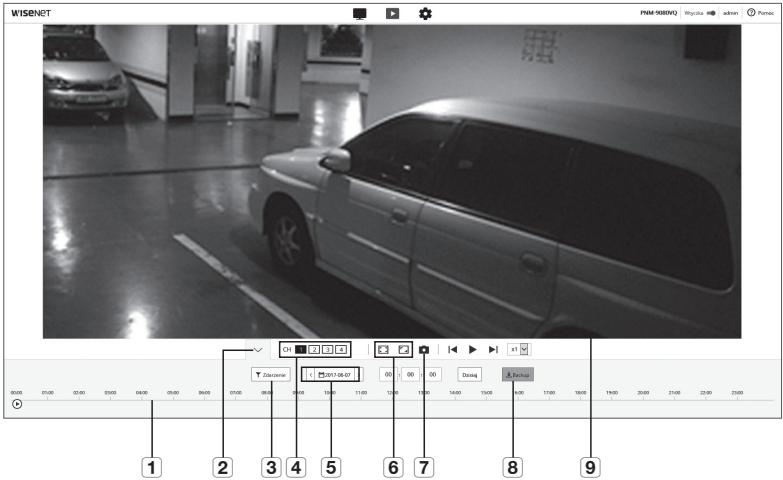 WISENET
PNM-9080VQ Wtyczka admin ? Pomoc
CH 1 2 3 4
x1
Zdarzenie
2017-06-07
00 : 00 : 00
Dzisiaj
Backup
00:00 01:00 02:00 03:00 04:00 05:00 06:00 07:00 08:00 09:00 10:00 11:00 12:00 13:00 14:00 15:00 16:00 17:00 18:00 19:00 20:00 21:00 22:00 23:00
1 2 3 4 5 6 7 8 9